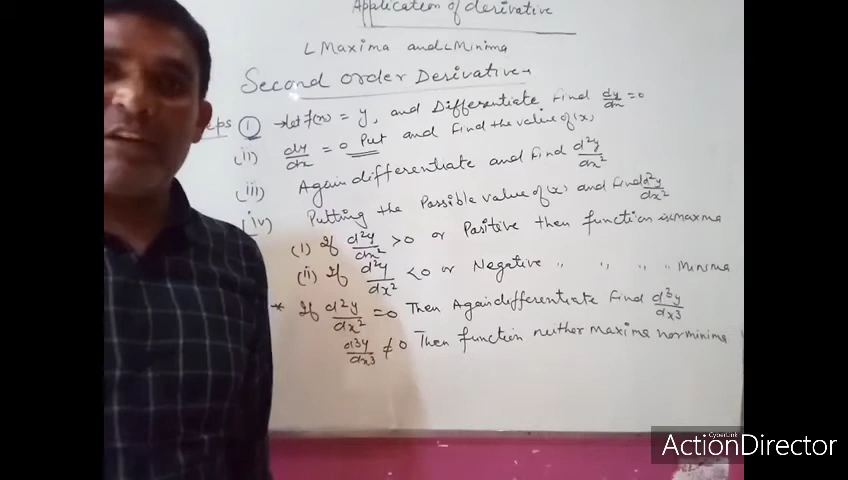 Application of derivative
Maxima and Minima
Second order Derivative
eps (i) → let f(x) = y, and Differentiate. Find dy/dx = 0
(ii) dy/dx = 0 Put and Find the value of (x)
(iii) Again differentiate and find d²y/dx²
(iv) Putting the Possible value of (x) and Find d²y/dx²
(i) If d²y/dx² > 0 or Positive then function is maxima
(ii) If d²y/dx² < 0 or Negative " " " " Minima
* If d²y/dx² = 0 Then Again differentiate Find d³y/dx3
d3y/dx3 ≠ 0 Then function neither maxima nor minima
CyberLink
ActionDirector